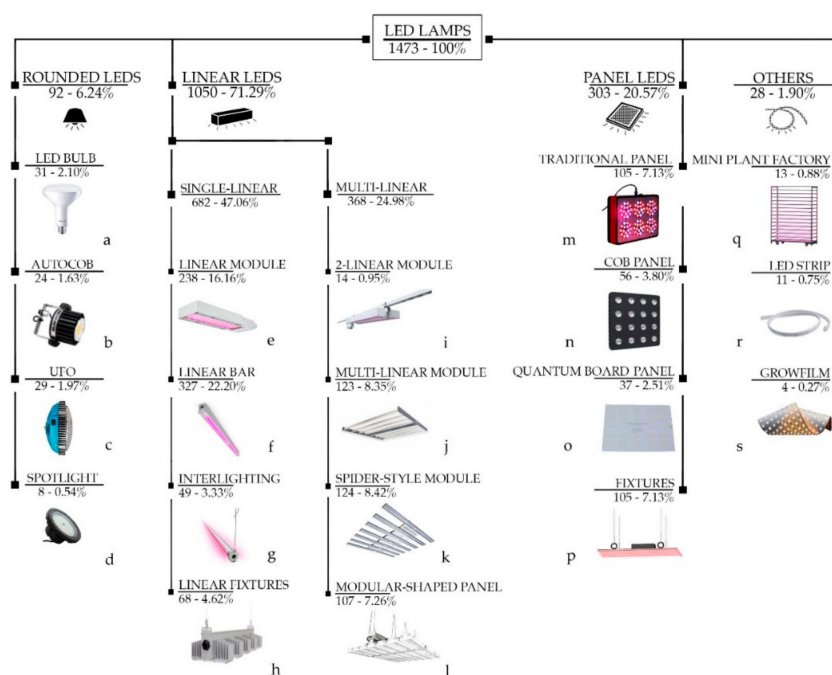 LED LAMPS
1473 - 100%
ROUNDED LEDS
92 - 6.24%
LED BULB
31 - 2.10%
a
AUTOCOB
24 - 1.63%
b
UFO
29 - 1.97%
c
SPOTLIGHT
8 - 0.54%
d
LINEAR LEDS
1050 - 71.29%
SINGLE-LINEAR
682 - 47.06%
LINEAR MODULE
238 - 16.16%
e
LINEAR BAR
327 - 22.20%
f
INTERLIGHTING
49 - 3.33%
g
LINEAR FIXTURES
68 - 4.62%
h
MULTI-LINEAR
368 - 24.98%
2-LINEAR MODULE
14 - 0.95%
i
MULTI-LINEAR MODULE
123 - 8.35%
j
SPIDER-STYLE MODULE
124 - 8.42%
k
MODULAR-SHAPED PANEL
107 - 7.26%
l
PANEL LEDS
303 - 20.57%
TRADITIONAL PANEL
105 - 7.13%
m
COB PANEL
56 - 3.80%
n
QUANTUM BOARD PANEL
37 - 2.51%
o
FIXTURES
105 - 7.13%
p
OTHERS
28 - 1.90%
MINI PLANT FACTORY
13 - 0.88%
q
LED STRIP
11 - 0.75%
r
GROWFILM
4 - 0.27%
s